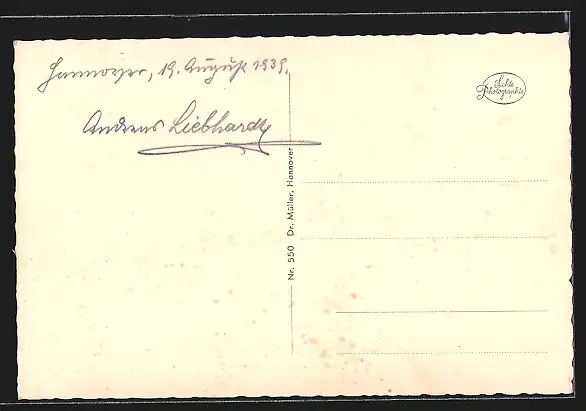 Hannover, 19. August 1939.
Andreas Liebhardt
Echte
Photographie
Nr. 550 Dr. Müller, Hannover